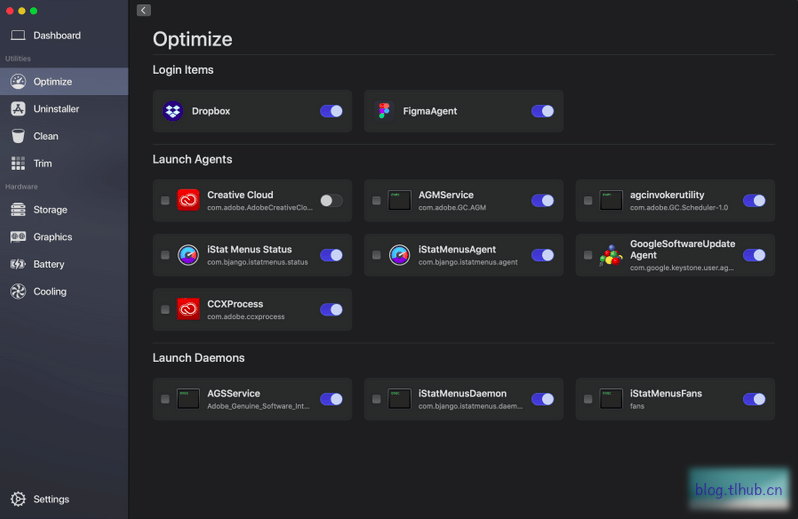 Dashboard
Utilities
Optimize
Uninstaller
Clean
Trim
Hardware
Storage
Graphics
Battery
Cooling
Settings
Optimize
Login Items
Dropbox
FigmaAgent
Launch Agents
Creative Cloud
com.adobe.AdobeCreativeClo...
AGMService
com.adobe.GC.AGM
agcinvokerutility
com.adobe.GC.Scheduler-1.0
iStat Menus Status
com.bjango.istatmenus.status
iStatMenusAgent
com.bjango.istatmenus.agent
GoogleSoftwareUpdate
Agent
com.google.keystone.user.ag...
CCXProcess
com.adobe.ccxprocess
Launch Daemons
AGSService
Adobe_Genuine_Software_Int...
iStatMenusDaemon
com.bjango.istatmenus.daem...
iStatMenusFans
fans
blog.tlhub.cn